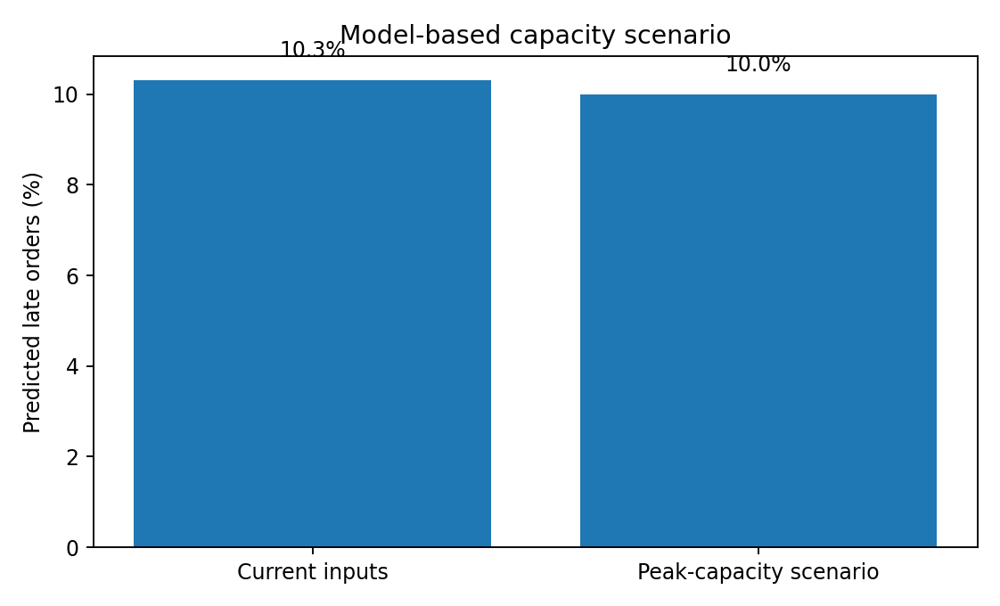 Model-based capacity scenario
10.3%
10.0%
Predicted late orders (%)
10
8
6
4
2
0
Current inputs
Peak-capacity scenario